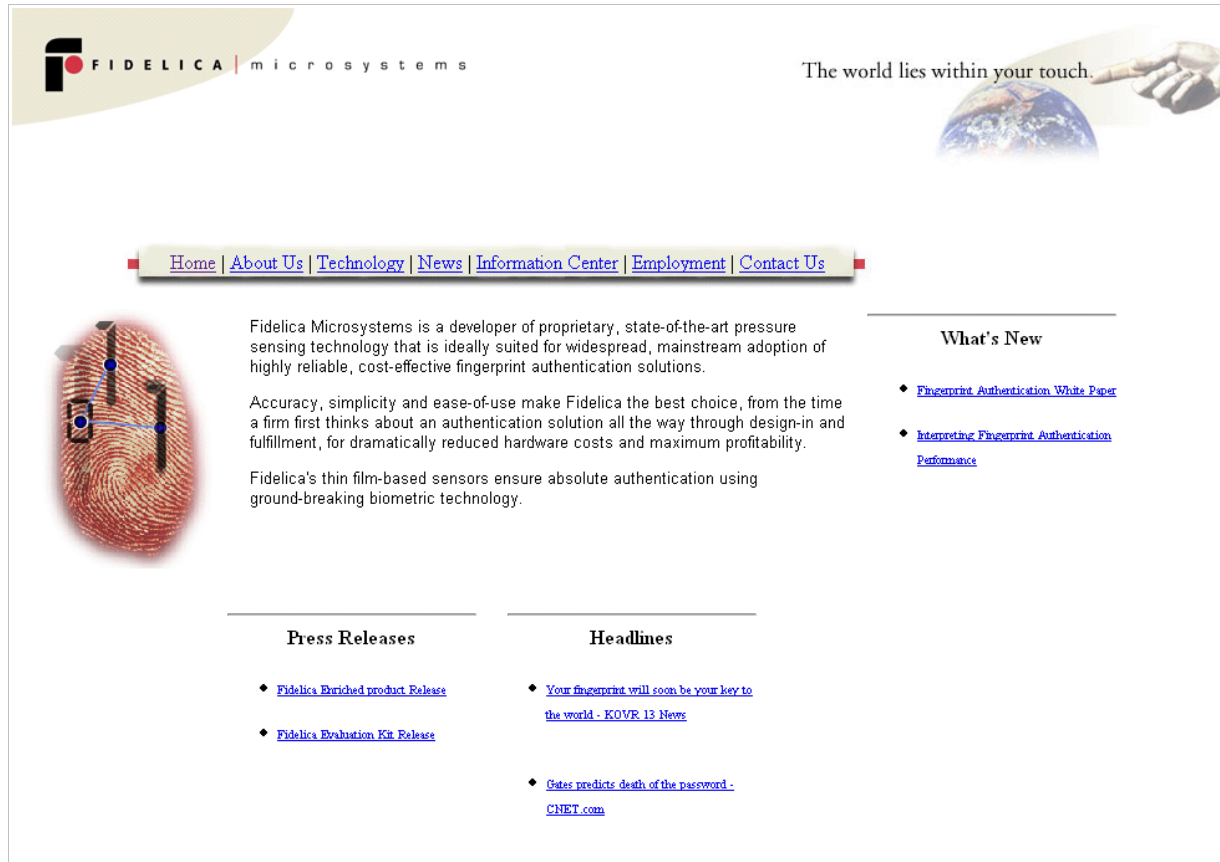 FIDELICA | microsystems
The world lies within your touch.
Home | About Us | Technology | News | Information Center | Employment | Contact Us
Fidelica Microsystems is a developer of proprietary, state-of-the-art pressure
sensing technology that is ideally suited for widespread, mainstream adoption of
highly reliable, cost-effective fingerprint authentication solutions.
Accuracy, simplicity and ease-of-use make Fidelica the best choice, from the time
a firm first thinks about an authentication solution all the way through design-in and
fulfillment, for dramatically reduced hardware costs and maximum profitability.
Fidelica's thin film-based sensors ensure absolute authentication using
ground-breaking biometric technology.
What's New
Fingerprint Authentication White Paper
Interpreting Fingerprint Authentication
Performance
1
0
1
Press Releases
Fidelica Enriched product Release
Fidelica Evaluation Kit Release
Headlines
Your fingerprint will soon be your key to
the world - KOVR 13 News
Gates predicts death of the password -
CNET.com